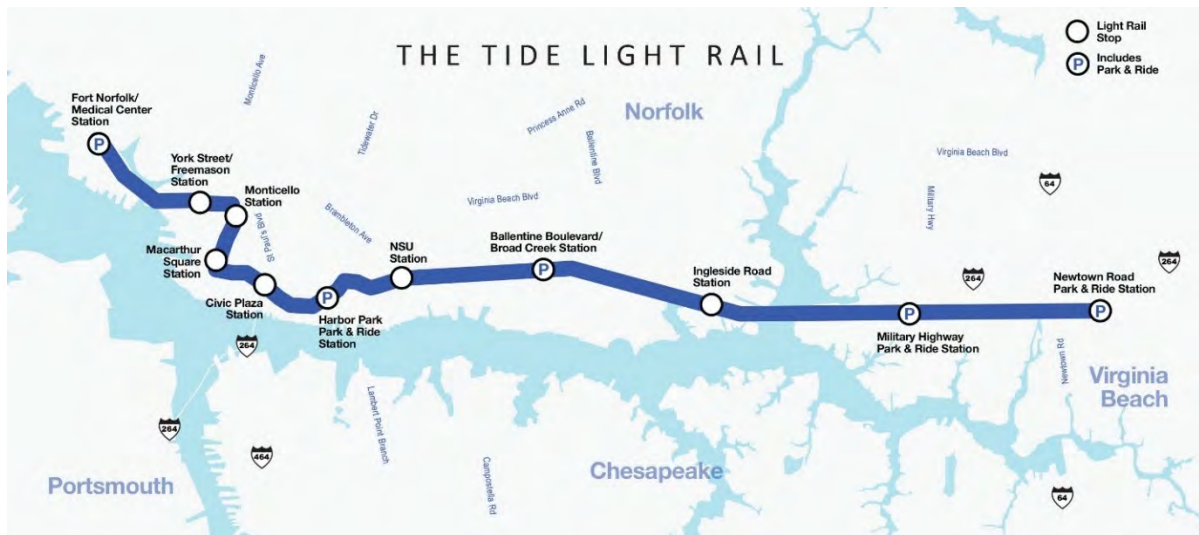 THE TIDE LIGHT RAIL
Light Rail
Stop
P
Includes
Park & Ride
Fort Norfolk/
Medical Center
Station
P
Monticello Ave
Tidewater Dr
Princess Anne Rd
Ballentine Blvd
Norfolk
Virginia Beach Blvd
64
York Street/
Freemason
Station
Monticello
Station
St Paul's Blvd
Brambleton Ave
Virginia Beach Blvd
Military Hwy
Macarthur
Square
Station
Civic Plaza
Station
P
Harbor Park
Park & Ride
Station
NSU
Station
Ballentine Boulevard/
Broad Creek Station
P
Ingleside Road
Station
264
P
Military Highway
Park & Ride Station
264
Newtown Road
Park & Ride Station
P
Newtown Rd
Virginia
Beach
264
264
464
Lambert Point Branch
Campostella Rd
Portsmouth
Chesapeake
64